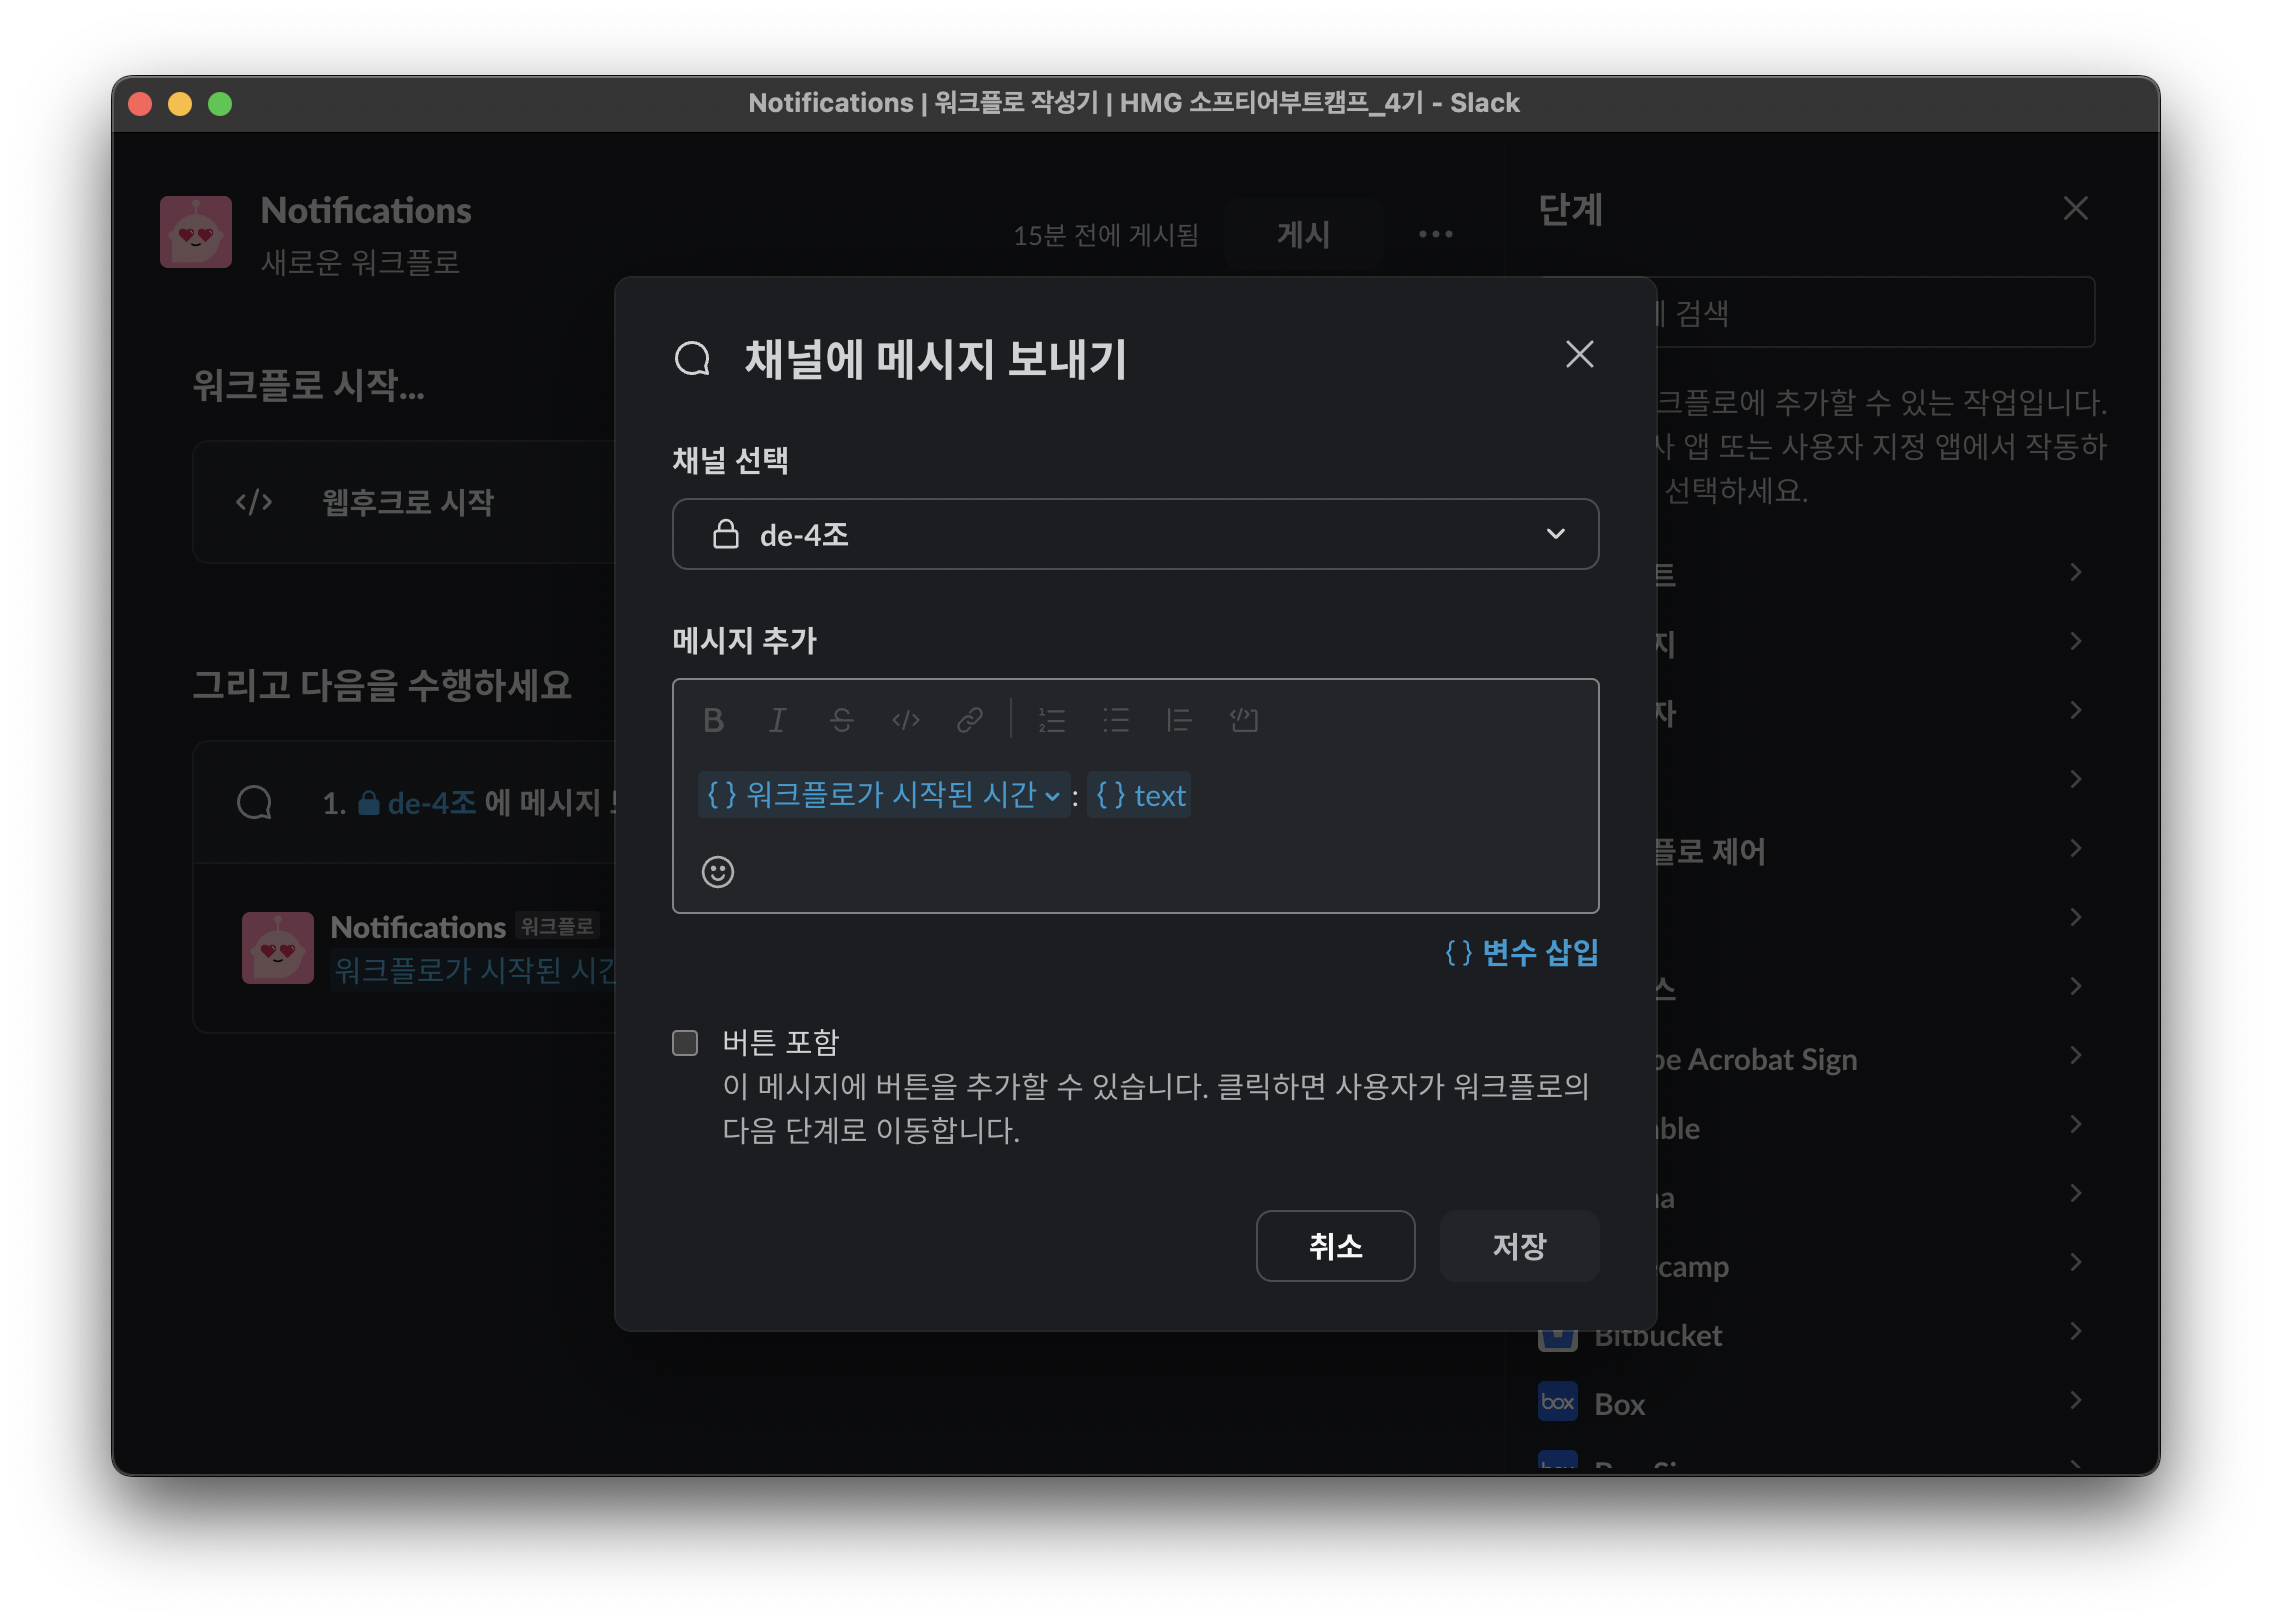 Notifications | 워크플로 작성기 | HMG 소프티어부트캠프_4기 - Slack
Notifications
새로운 워크플로
15분 전에 게시됨
게시
워크플로 시작...
웹후크로 시작
그리고 다음을 수행하세요
1. de-4조 에 메시지
Notifications 워크플로
워크플로가 시작된 시간
채널에 메시지 보내기
채널 선택
de-4조
메시지 추가
B I S </>
{ } 워크플로가 시작된 시간 : { } text
{ } 변수 삽입
버튼 포함
이 메시지에 버튼을 추가할 수 있습니다. 클릭하면 사용자가 워크플로의
다음 단계로 이동합니다.
취소
저장
단계
검색
크플로에 추가할 수 있는 작업입니다.
사 앱 또는 사용자 지정 앱에서 작동하
선택하세요.
트
지
자
플로 제어
스
be Acrobat Sign
ble
na
camp
Bitbucket
box Box